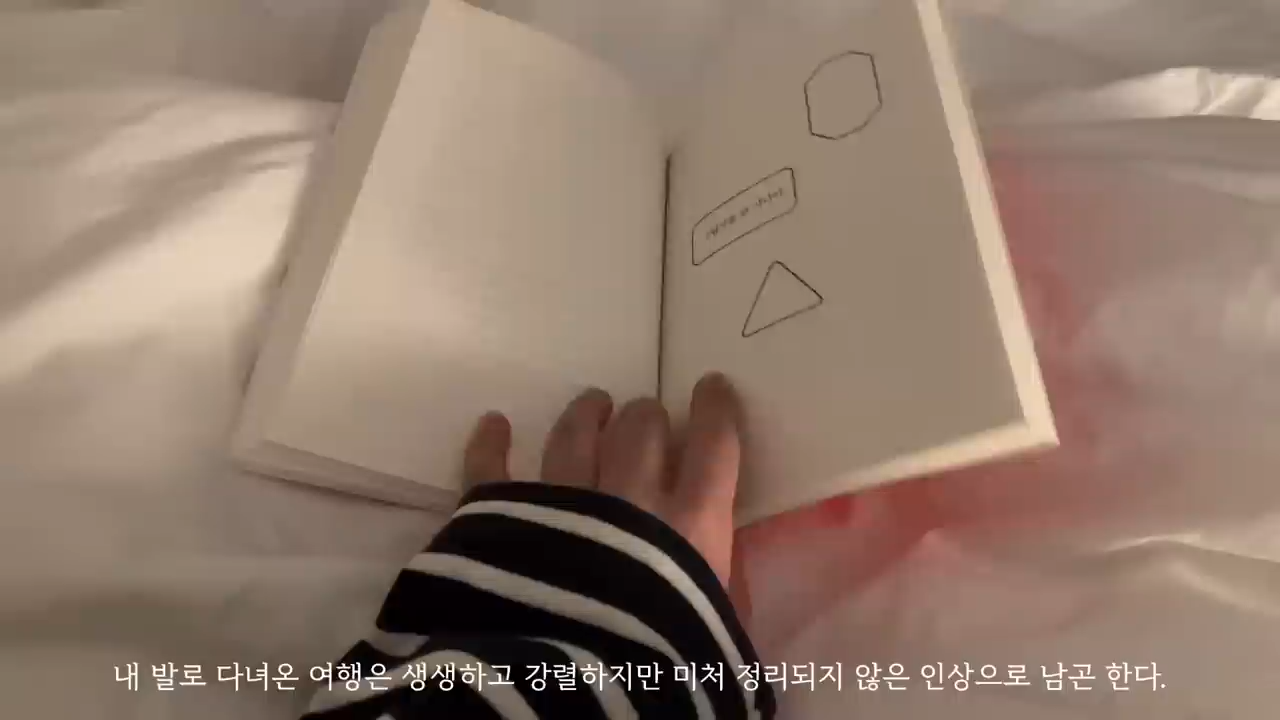 내 발로 다녀온 여행은 생생하고 강렬하지만 미처 정리되지 않은 인상으로 남곤 한다.